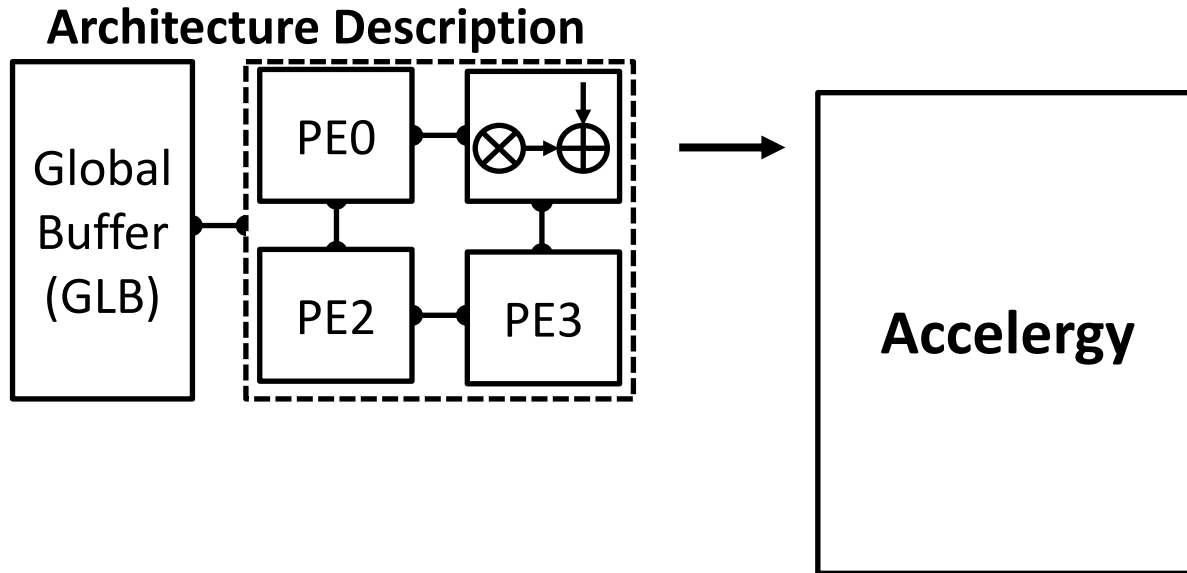 Architecture Description
Global
Buffer
(GLB)
PE0
PE2
PE3
Accelergy